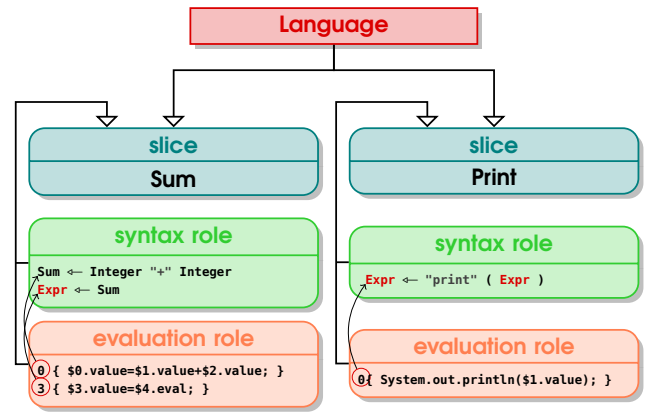 Language
slice
Sum
syntax role
Sum ← Integer "+" Integer
Expr ← Sum
evaluation role
0 { $0.value=$1.value+$2.value; }
3 { $3.value=$4.eval; }
slice
Print
syntax role
Expr ← "print" ( Expr )
evaluation role
0{ System.out.println($1.value); }